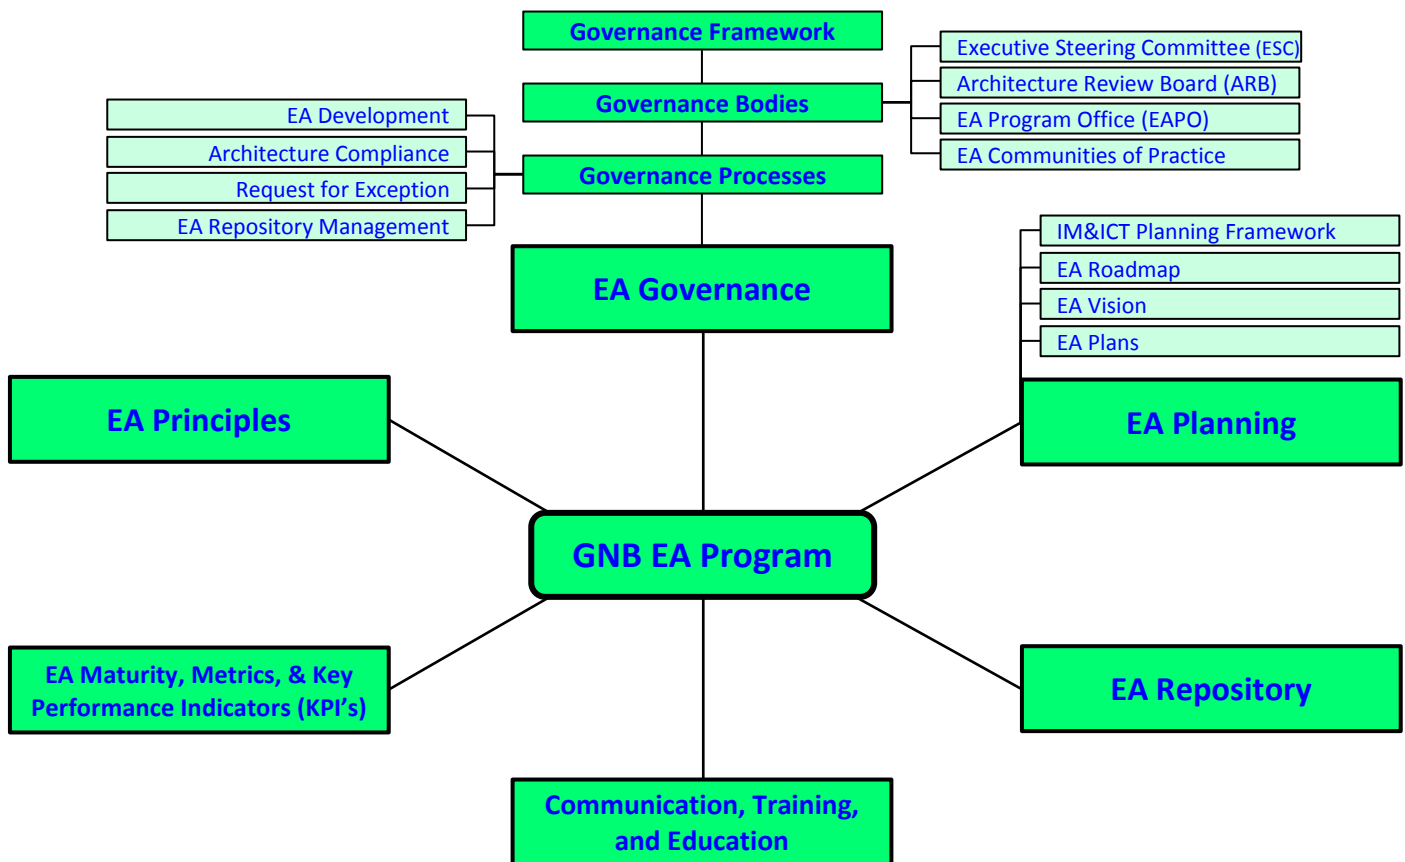 Governance Framework
Governance Bodies
Executive Steering Committee (ESC)
Architecture Review Board (ARB)
EA Program Office (EAPO)
EA Communities of Practice
EA Development
Architecture Compliance
Request for Exception
EA Repository Management
Governance Processes
EA Governance
IM&ICT Planning Framework
EA Roadmap
EA Vision
EA Plans
EA Principles
EA Planning
GNB EA Program
EA Maturity, Metrics, & Key
Performance Indicators (KPI’s)
EA Repository
Communication, Training,
and Education